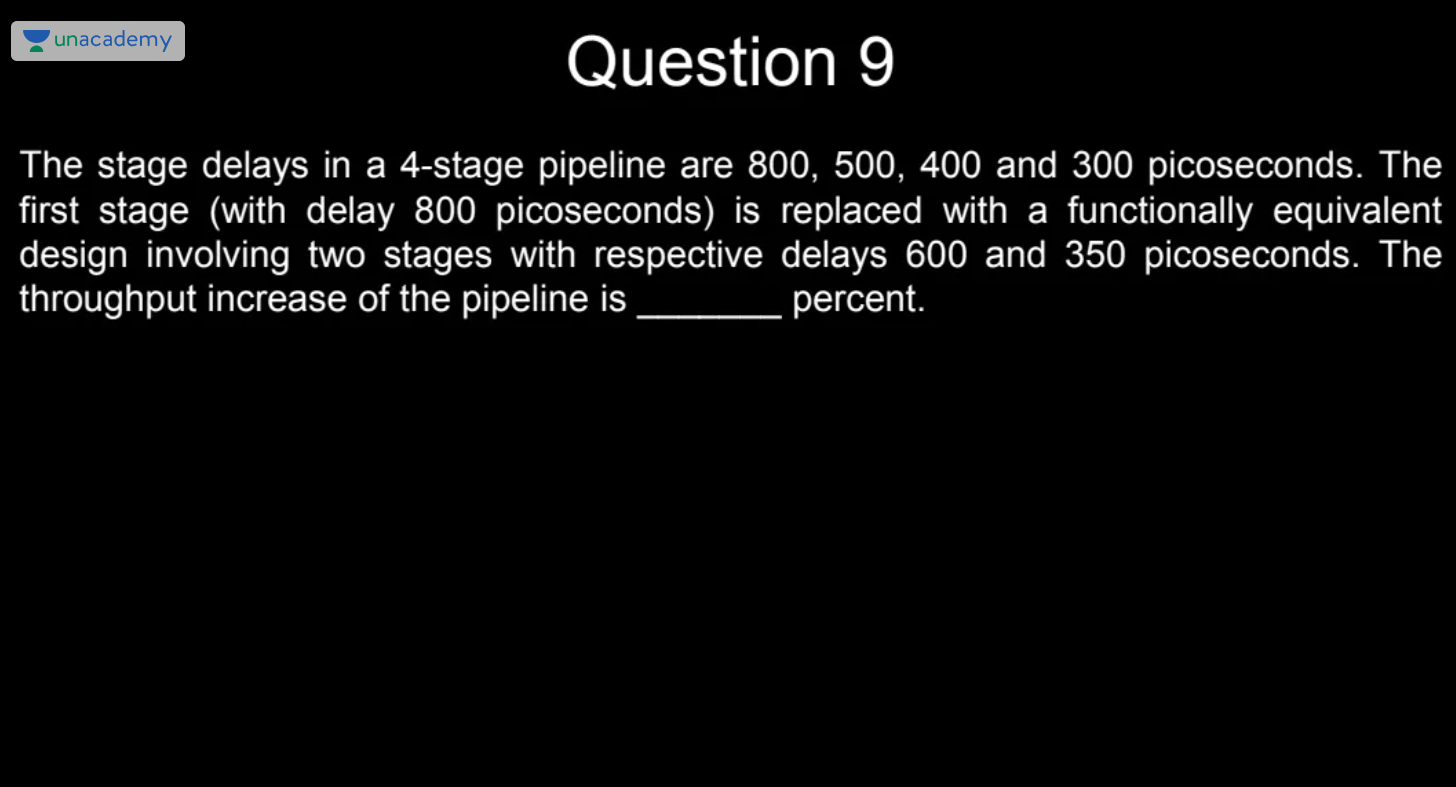 unacademy
Question 9
The stage delays in a 4-stage pipeline are 800, 500, 400 and 300 picoseconds. The
first stage (with delay 800 picoseconds) is replaced with a functionally equivalent
design involving two stages with respective delays 600 and 350 picoseconds. The
throughput increase of the pipeline is _______ percent.